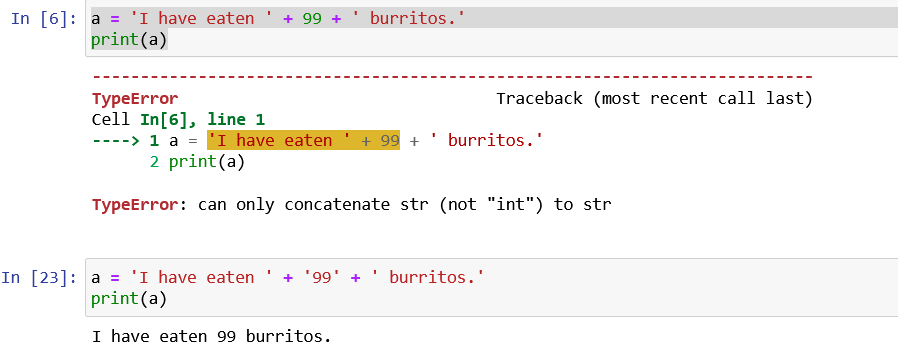 In [6]: a = 'I have eaten ' + 99 + ' burritos.'
print(a)
---------------------------------------------------------------------------
TypeError                                 Traceback (most recent call last)
Cell In[6], line 1
----> 1 a = 'I have eaten ' + 99 + ' burritos.'
      2 print(a)
TypeError: can only concatenate str (not "int") to str
In [23]: a = 'I have eaten ' + '99' + ' burritos.'
print(a)
I have eaten 99 burritos.